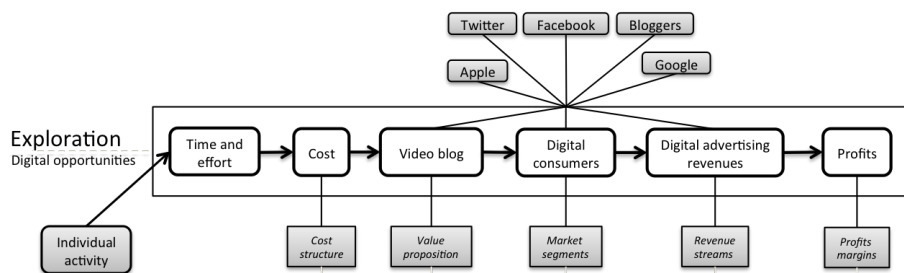 Twitter
Facebook
Bloggers
Apple
Google
Exploration
Digital opportunities
Time and
effort
Cost
Video blog
Digital
consumers
Digital advertising
revenues
Profits
Individual
activity
Cost
structure
Value
proposition
Market
segments
Revenue
streams
Profits
margins